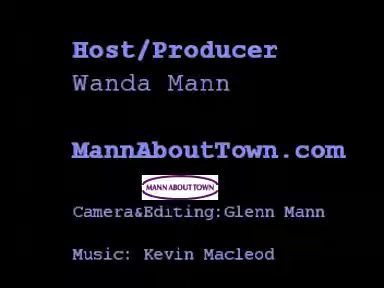 Host/Producer
Wanda Mann
MannAboutTown.com
MANN ABOUT TOWN
Camera&Editing:Glenn Mann
Music: Kevin Macleod